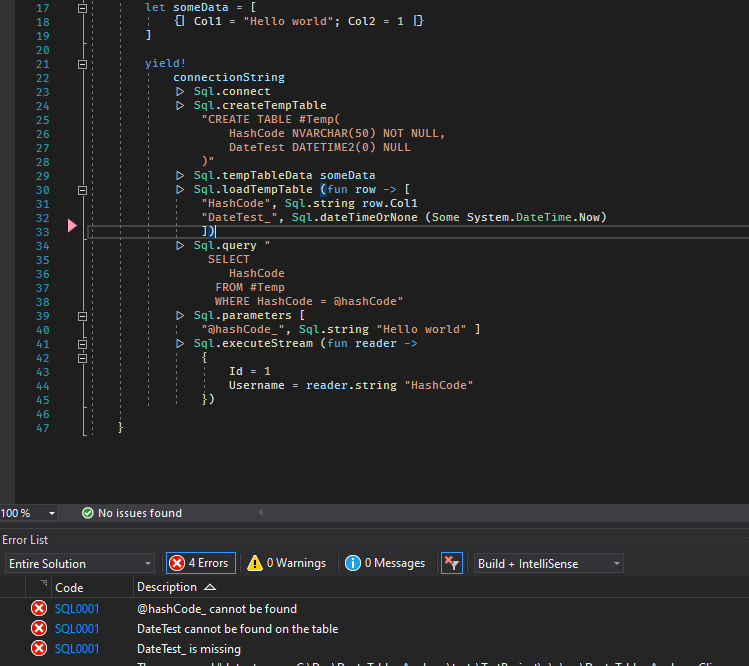 17 let someData = [
18 {| Col1 = "Hello world"; Col2 = 1 |}
19 ]
20
21 yield!
22 connectionString
23 |> Sql.connect
24 |> Sql.createTempTable
25 "CREATE TABLE #Temp(
26 HashCode NVARCHAR(50) NOT NULL,
27 DateTest DATETIME2(0) NULL
28 )"
29 |> Sql.tempTableData someData
30 |> Sql.loadTempTable (fun row -> [
31 "HashCode", Sql.string row.Col1
32 "DateTest_", Sql.dateTimeOrNone (Some System.DateTime.Now)
33 ])
34 |> Sql.query "
35 SELECT
36 HashCode
37 FROM #Temp
38 WHERE HashCode = @hashCode"
39 |> Sql.parameters [
40 "@hashCode_", Sql.string "Hello world" ]
41 |> Sql.executeStream (fun reader ->
42 {
43 Id = 1
44 Username = reader.string "HashCode"
45 })
46
47 }
100 % No issues found
Error List
Entire Solution 4 Errors 0 Warnings 0 Messages Build + IntelliSense
Code Description
SQL0001 @hashCode_ cannot be found
SQL0001 DateTest cannot be found on the table
SQL0001 DateTest_ is missing